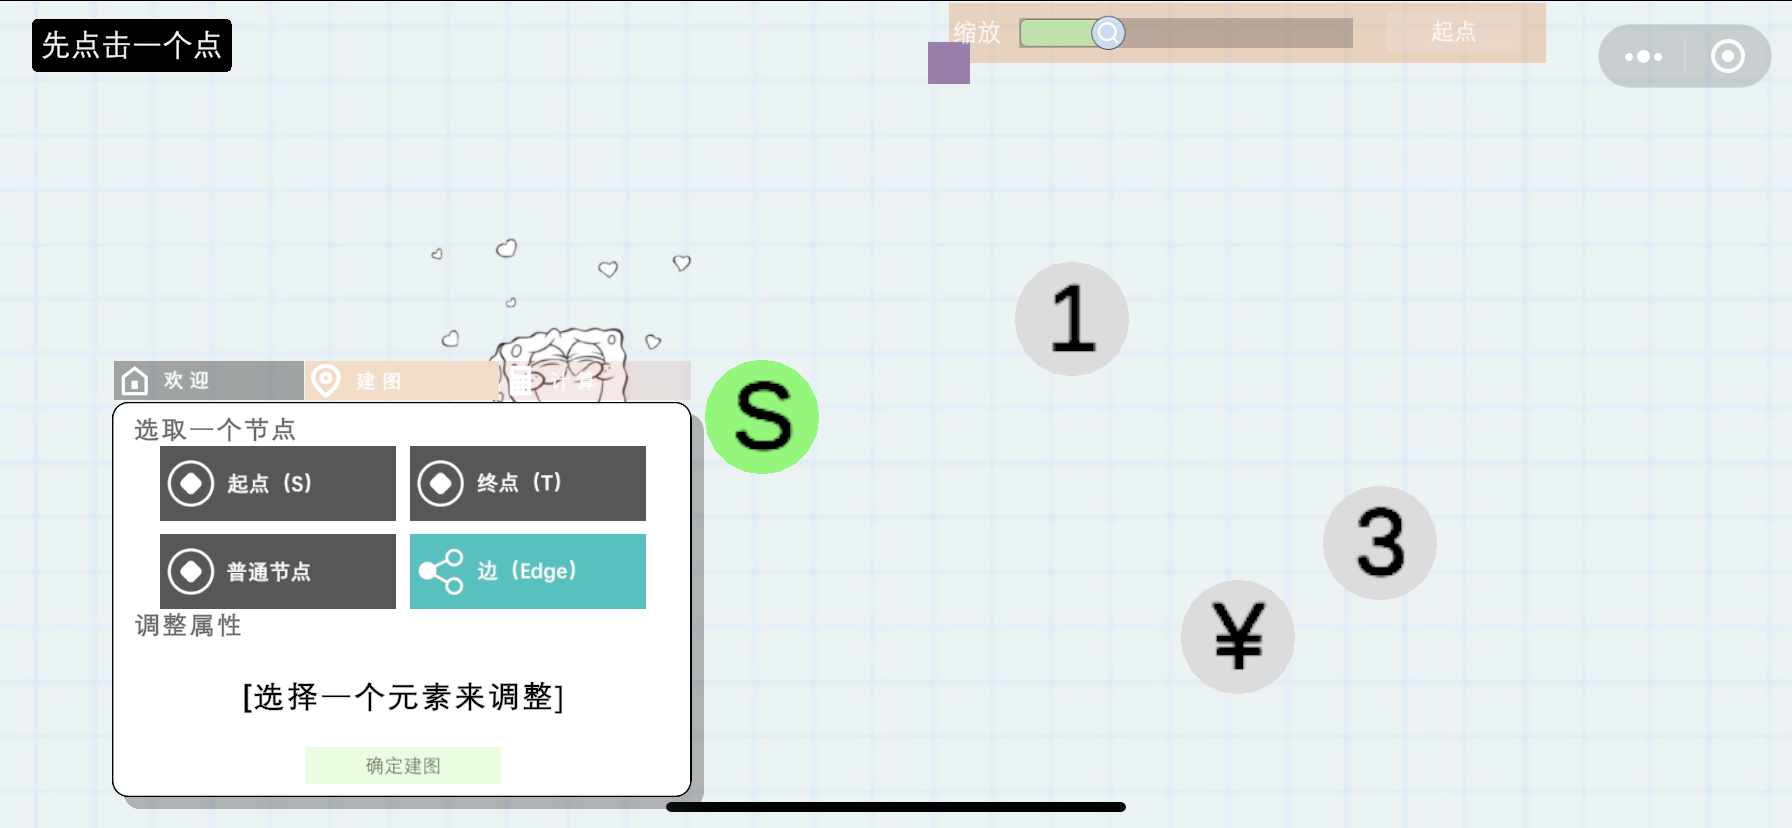 先点击一个点
缩放
起点
1
S
3
¥
欢迎
建图
计算
选取一个节点
起点（S）
终点（T）
普通节点
边（Edge）
调整属性
[选择一个元素来调整]
确定建图